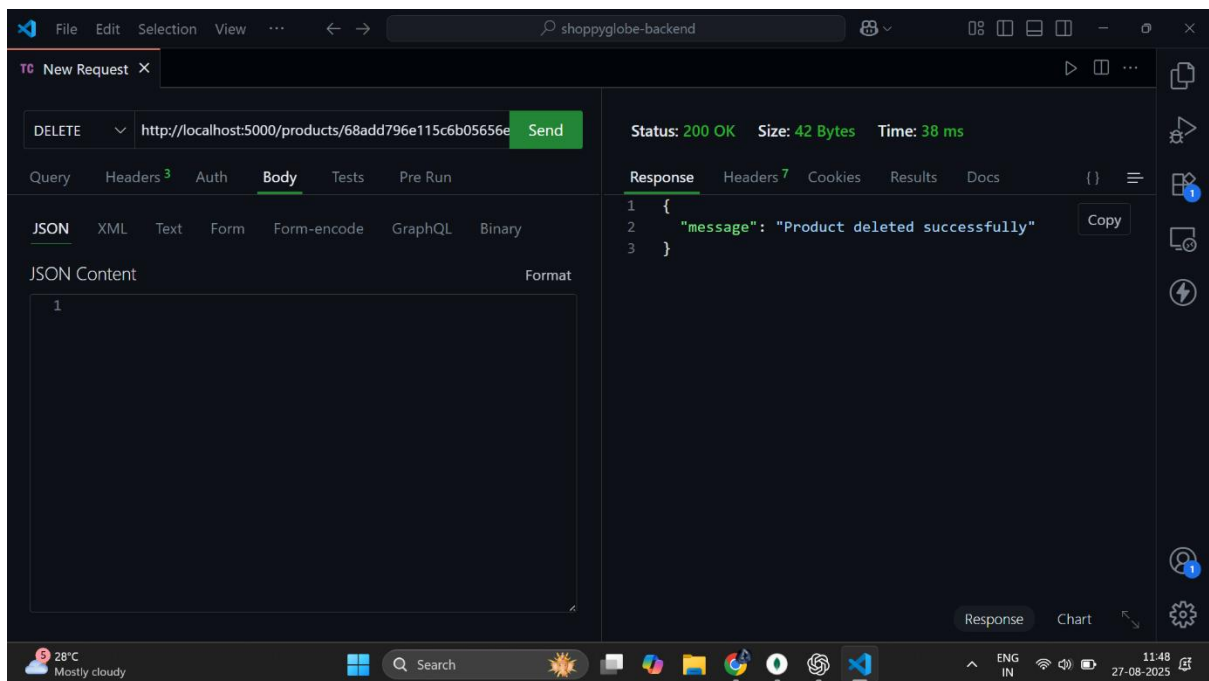 File Edit Selection View ··· shoppyglobe-backend
TC New Request
DELETE http://localhost:5000/products/68add796e115c6b05656e Send
Status: 200 OK Size: 42 Bytes Time: 38 ms
Query Headers 3 Auth Body Tests Pre Run
Response Headers 7 Cookies Results Docs {}
JSON XML Text Form Form-encode GraphQL Binary
1 {
2 "message": "Product deleted successfully"
3 }
Copy
JSON Content Format
1
1
1
Response Chart
5
28°C
Mostly cloudy
Search
ENG
IN
11:48
27-08-2025